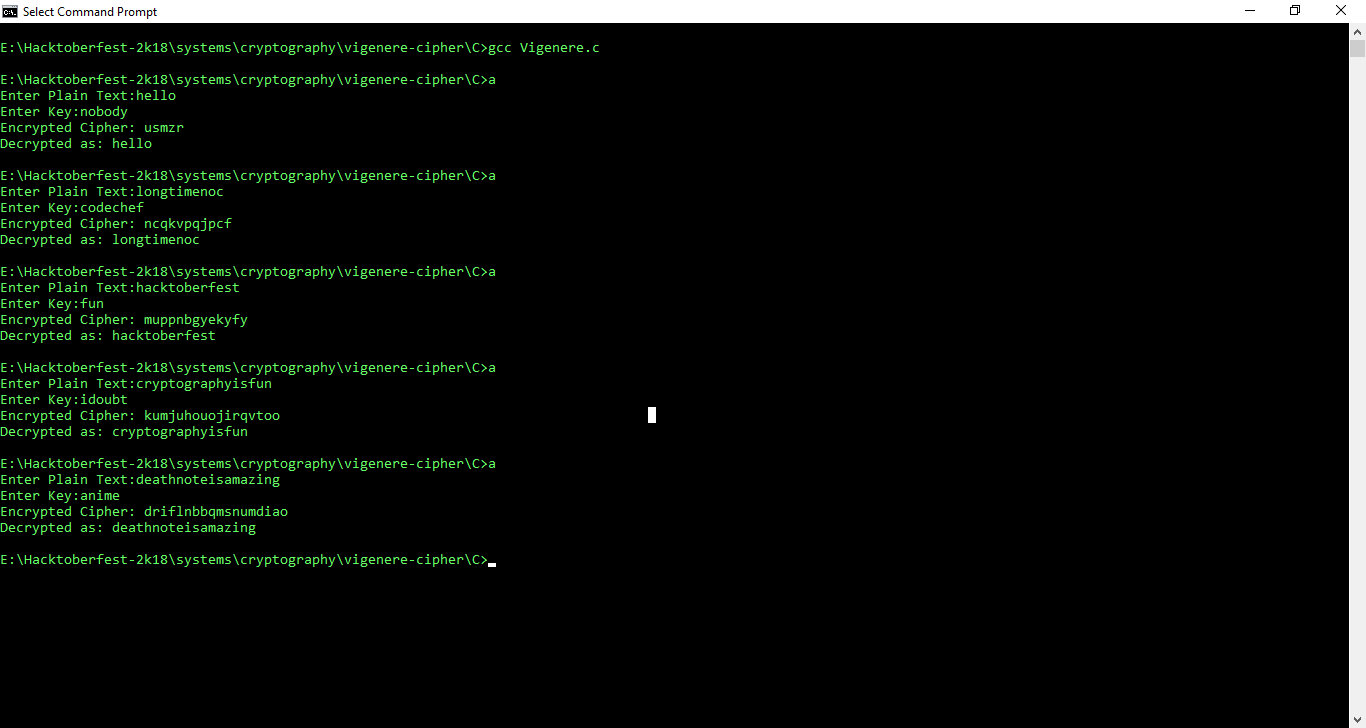 Select Command Prompt
E:\Hacktoberfest-2k18\systems\cryptography\vigenere-cipher\C>gcc Vigenere.c
E:\Hacktoberfest-2k18\systems\cryptography\vigenere-cipher\C>a
Enter Plain Text:hello
Enter Key:nobody
Encrypted Cipher: usmzr
Decrypted as: hello
E:\Hacktoberfest-2k18\systems\cryptography\vigenere-cipher\C>a
Enter Plain Text:longtimenoc
Enter Key:codechef
Encrypted Cipher: ncqkvpqjpcf
Decrypted as: longtimenoc
E:\Hacktoberfest-2k18\systems\cryptography\vigenere-cipher\C>a
Enter Plain Text:hacktoberfest
Enter Key:fun
Encrypted Cipher: muppnbgyekyfy
Decrypted as: hacktoberfest
E:\Hacktoberfest-2k18\systems\cryptography\vigenere-cipher\C>a
Enter Plain Text:cryptographyisfun
Enter Key:idoubt
Encrypted Cipher: kumjuhouojirqvtoo
Decrypted as: cryptographyisfun
E:\Hacktoberfest-2k18\systems\cryptography\vigenere-cipher\C>a
Enter Plain Text:deathnoteisamazing
Enter Key:anime
Encrypted Cipher: driflnbbqmsnumdiao
Decrypted as: deathnoteisamazing
E:\Hacktoberfest-2k18\systems\cryptography\vigenere-cipher\C>